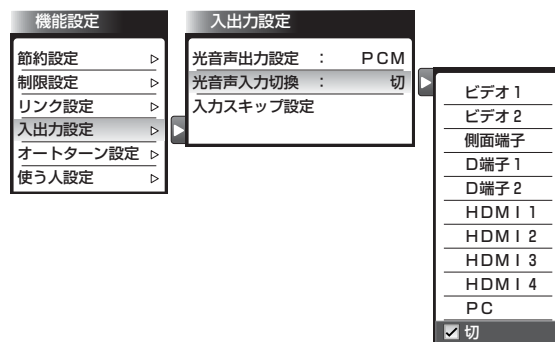 機能設定
節約設定
制限設定
リンク設定
入出力設定
オートターン設定
使う人設定
入出力設定
光音声出力設定 : PCM
光音声入力切換 : 切
入力スキップ設定
ビデオ1
ビデオ2
側面端子
D端子1
D端子2
HDMI1
HDMI2
HDMI3
HDMI4
PC
切